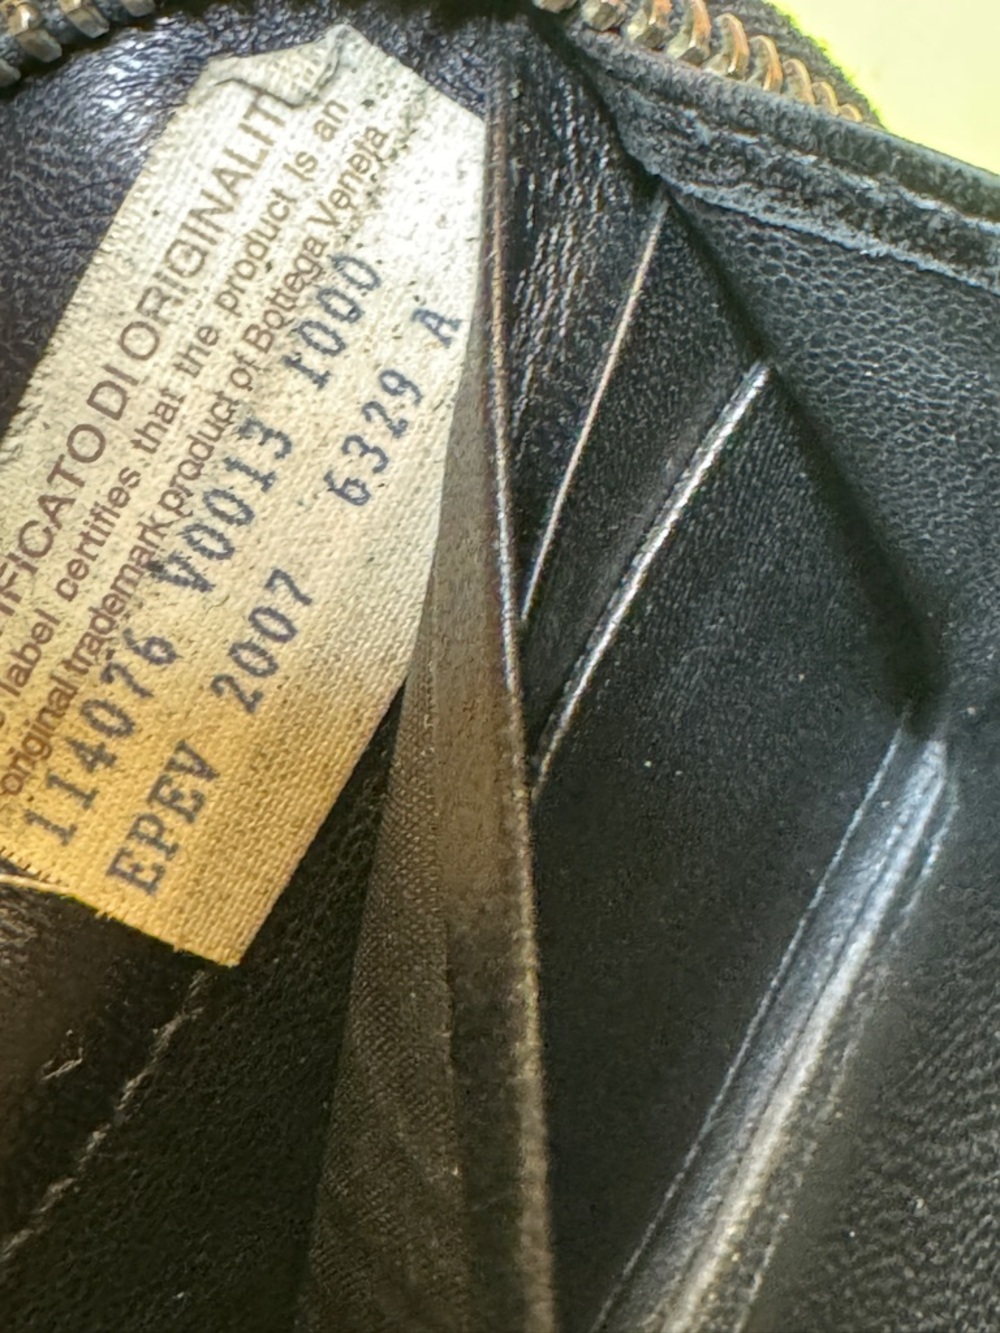 IFICATO DI ORIGINALIT
label certifies that the product is an
original trademark product of Bottega Veneta
114076 V0013 1000
EPEV 2007 6329 A